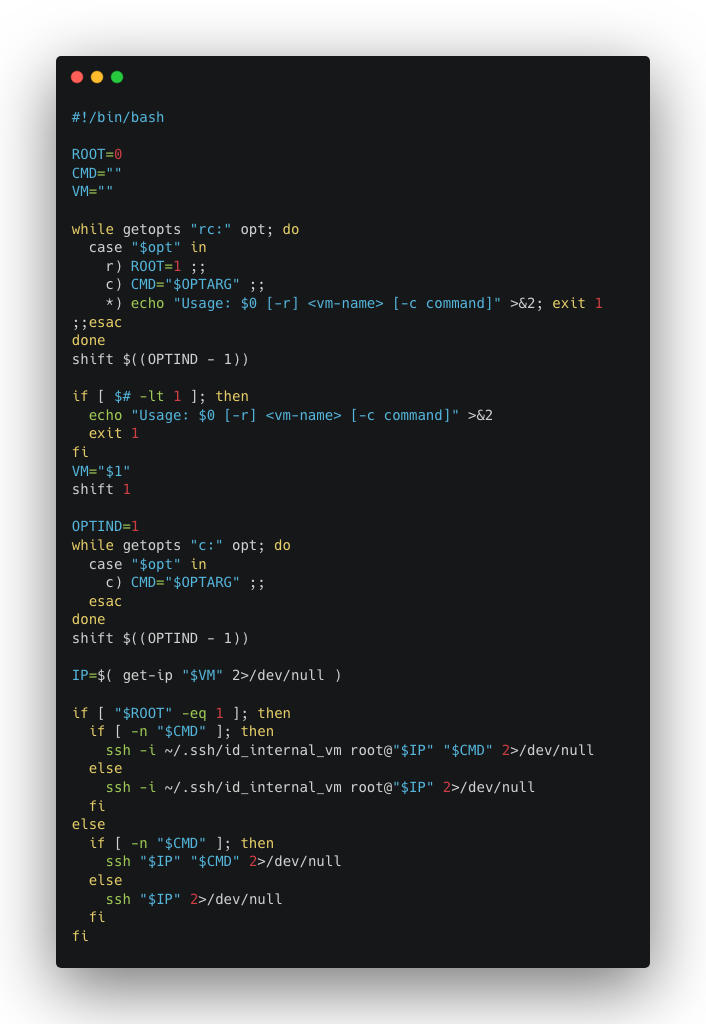 #!/bin/bash

ROOT=0
CMD=""
VM=""

while getopts "rc:" opt; do
  case "$opt" in
    r) ROOT=1 ;;
    c) CMD="$OPTARG" ;;
    *) echo "Usage: $0 [-r] <vm-name> [-c command]" >&2; exit 1
;;esac
done
shift $((OPTIND - 1))

if [ $# -lt 1 ]; then
  echo "Usage: $0 [-r] <vm-name> [-c command]" >&2
  exit 1
fi
VM="$1"
shift 1

OPTIND=1
while getopts "c:" opt; do
  case "$opt" in
    c) CMD="$OPTARG" ;;
  esac
done
shift $((OPTIND - 1))

IP=$( get-ip "$VM" 2>/dev/null )

if [ "$ROOT" -eq 1 ]; then
  if [ -n "$CMD" ]; then
    ssh -i ~/.ssh/id_internal_vm root@"$IP" "$CMD" 2>/dev/null
  else
    ssh -i ~/.ssh/id_internal_vm root@"$IP" 2>/dev/null
  fi
else
  if [ -n "$CMD" ]; then
    ssh "$IP" "$CMD" 2>/dev/null
  else
    ssh "$IP" 2>/dev/null
  fi
fi